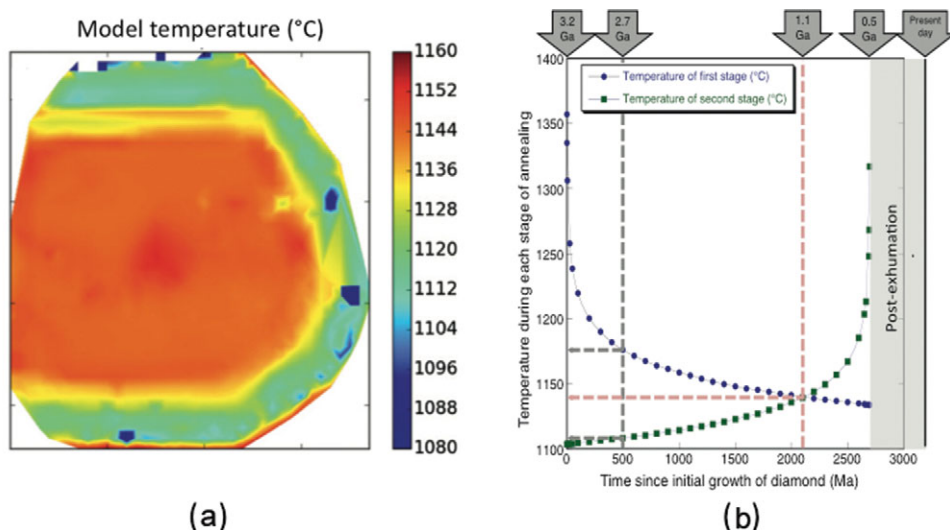 Model temperature (°C)
1160
1152
1144
1136
1128
1120
1112
1104
1096
1088
1080
(a)
3.2
Ga
2.7
Ga
1.1
Ga
0.5
Ga
Present
day
Temperature of first stage (°C)
Temperature of second stage (°C)
Temperature during each stage of annealing
1400
1350
1300
1250
1200
1150
1100
Post-exhumation
0 500 1000 1500 2000 2500 3000
Time since initial growth of diamond (Ma)
(b)